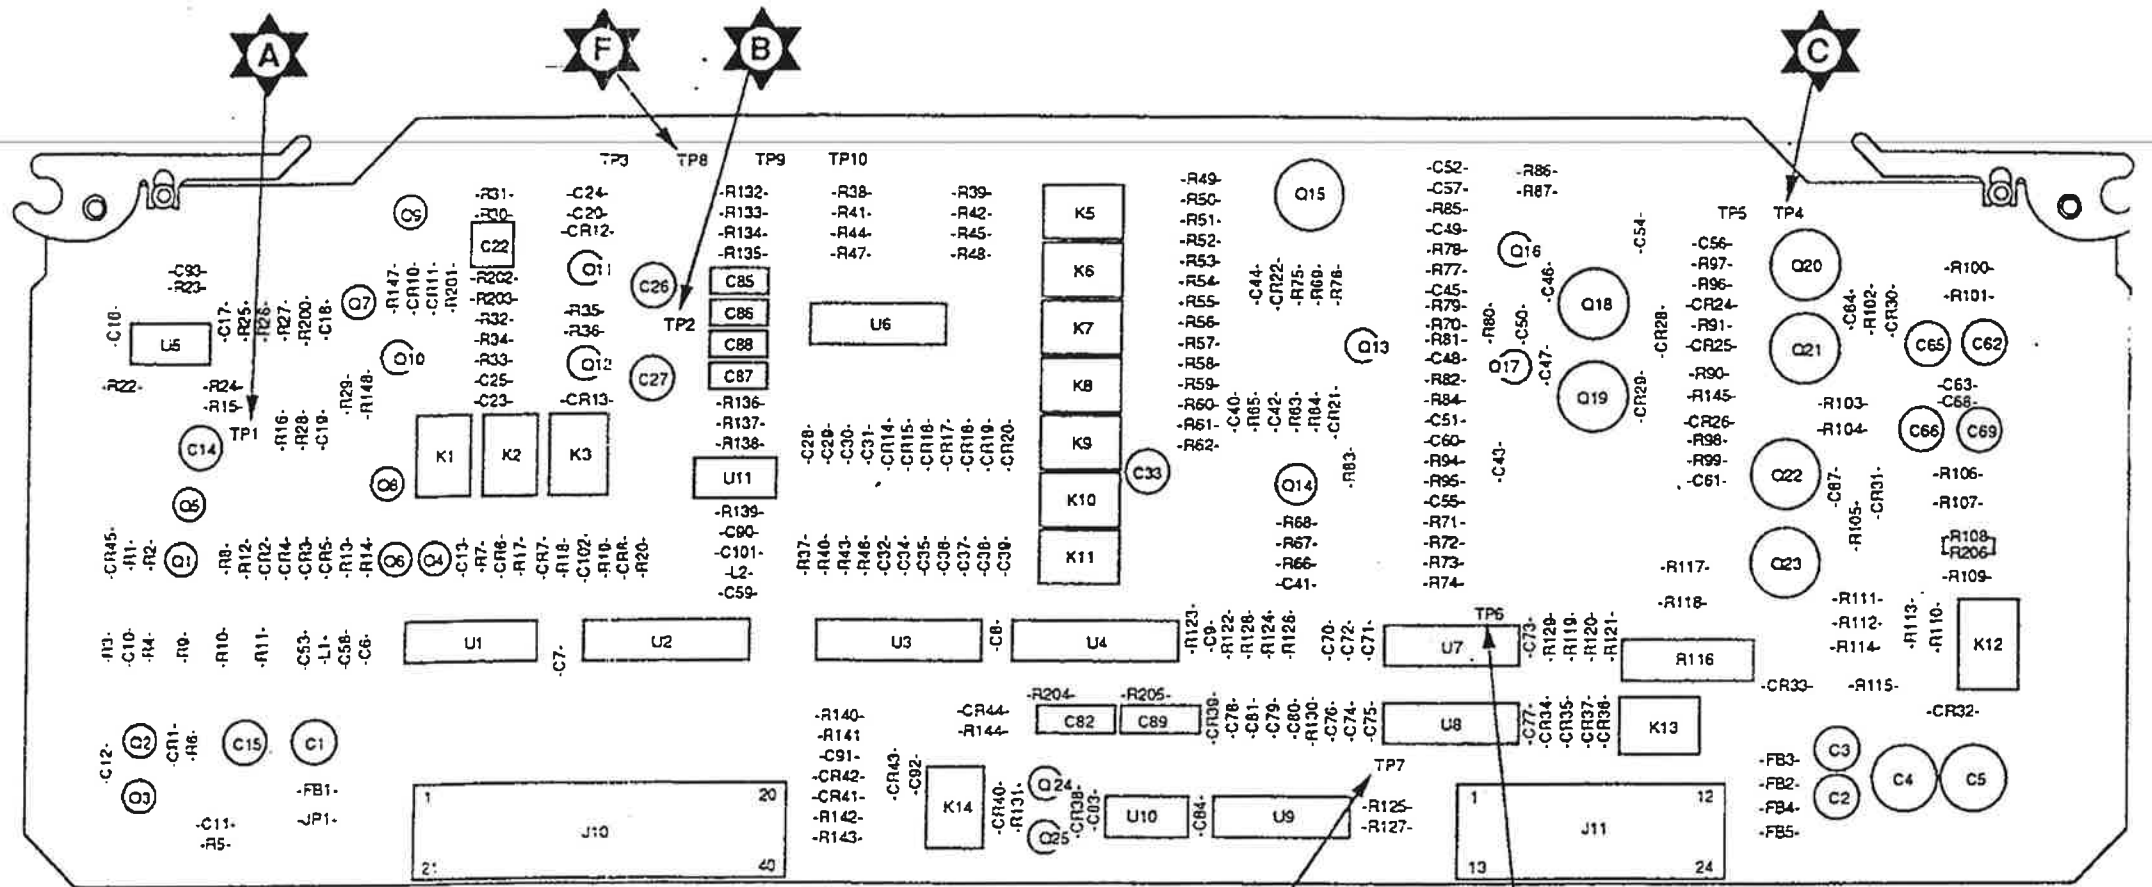 A
F
B
C
TP3 TP8 TP9 TP10
-R31-
-R30-
C22
-R202-
-R203-
-R32-
-R34-
-R33-
-C25-
-C23-
-C24-
-C20-
-CR12-
Q11
-R35-
-R36-
Q12
-CR13-
-R132-
-R133-
-R134-
-R135-
C85
C86
C88
C87
-R136-
-R137-
-R138-
U11
-R139-
-C90-
-C101-
-L2-
-C59-
-R38-
-R41-
-R44-
-R47-
-R39-
-R42-
-R45-
-R48-
K5
K6
K7
K8
K9
K10
K11
-R49-
-R50-
-R51-
-R52-
-R53-
-R54-
-R55-
-R56-
-R57-
-R58-
-R59-
-R60-
-R61-
-R62-
Q15
-C52-
-C57-
-R85-
-C49-
-R78-
-R77-
-C45-
-R79-
-R70-
-R81-
-C48-
-R82-
-R84-
-C51-
-C60-
-R94-
-R95-
-C55-
-R71-
-R72-
-R73-
-R74-
-R86-
-R87-
TP5 TP4
-C54-
-C56-
-R97-
-R96-
-CR24-
-R91-
-CR25-
-R90-
-R145-
-CR26-
-R98-
-R99-
-C61-
Q20
Q21
Q22
Q23
-R100-
-R101-
-C64-
-R102-
-CR30-
C65
C62
-C63-
-C68-
-R103-
-R104-
C66
C69
-R106-
-R107-
-C67-
-R105-
-CR31-
-R108-
-R206-
-R109-
-C93-
-R23-
-C16-
U5
-C17-
-R25-
-R26-
-R27-
-R200-
-C18-
Q7
Q9
-R147-
-CR10-
-CR11-
-R201-
Q10
-R22-
-R24-
-R15-
TP1
-R16-
-R28-
-C19-
-R29-
-R148-
C14
Q5
Q8
K1
K2
K3
C26
TP2
C27
U6
-C28-
-C29-
-C30-
-C31-
-CR14-
-CR15-
-CR16-
-CR17-
-CR18-
-CR19-
-CR20-
C33
-C44-
-CR22-
-R75-
-R69-
-R76-
Q13
-C40-
-R65-
-C42-
-R63-
-R64-
-CR21-
-R83-
Q14
-R68-
-R67-
-R66-
-C41-
Q16
-C46-
-R80-
-C50-
Q17
-C47-
Q18
Q19
-CR28-
-CR29-
-C43-
-CR45-
-R1-
-R2-
Q1
-R8-
-R12-
-CR2-
-CR4-
-CR3-
-CR5-
-R13-
-R14-
Q6
Q4
-C13-
-R7-
-CR6-
-R17-
-CR7-
-R18-
-C102-
-R19-
-CR8-
-R20-
-R37-
-R40-
-R43-
-R46-
-C32-
-C34-
-C35-
-C36-
-C37-
-C38-
-C39-
-R117-
-R118-
-R3-
-C10-
-R4-
-R9-
-R10-
-R11-
-C53-
-L1-
-C58-
-C6-
U1
-C7-
U2
U3
-C8-
U4
-R123-
-C9-
-R122-
-R128-
-R124-
-R126-
-C70-
-C72-
-C71-
TP6
U7
-C73-
-R129-
-R119-
-R120-
-R121-
R116
-R111-
-R112-
-R114-
-R113-
-R110-
K12
-CR33-
-R115-
-CR32-
Q2
-C12-
Q3
-CR1-
-R6-
C15
C1
-C11-
-R5-
-FB1-
-JP1-
1 20
J10
21 40
-R140-
-R141
-C91-
-CR42-
-CR41-
-R142-
-R143-
-CR44-
-R144-
-CR43-
-C92-
K14
-R204-
-R205-
C82
C89
-CR39-
-C78-
-C81-
-C79-
-C80-
-R130-
-C76-
-C74-
-C75-
U8
-C77-
-CR34-
-CR35-
-CR37-
-CR36-
K13
-CR40-
-R131-
Q24
Q25
-CR38-
-C83-
U10
-C84-
U9
TP7
-R125-
-R127-
1 12
J11
13 24
-FB3-
-FB2-
-FB4-
-FB5-
C3
C2
C4
C5